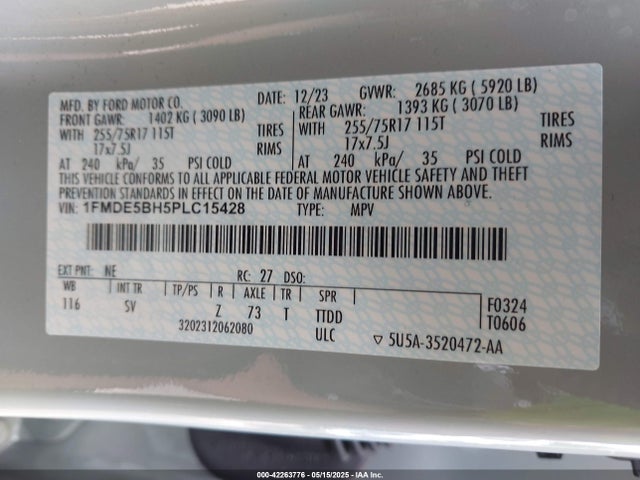 MFD. BY FORD MOTOR CO. DATE: 12/23 GVWR: 2685 KG ( 5920 LB)
FRONT GAWR: 1402 KG ( 3090 LB) REAR GAWR: 1393 KG ( 3070 LB)
WITH 255/75R17 115T TIRES WITH 255/75R17 115T TIRES
17x7.5J RIMS 17x7.5J RIMS
AT 240 kPa/ 35 PSI COLD AT 240 kPa/ 35 PSI COLD
THIS VEHICLE CONFORMS TO ALL APPLICABLE FEDERAL MOTOR VEHICLE SAFETY AND THEFT
PREVENTION STANDARDS IN EFFECT ON THE DATE OF MANUFACTURE SHOWN ABOVE.
VIN: 1FMDE5BH5PLC15428 TYPE: MPV
EXT PNT: NE RC: 27 DSO:
WB INT TR TP/PS R AXLE TR SPR
116 SV Z 73 T TTDD
F0324
T0606
3202312062080 ULC ▽ 5U5A-3520472-AA
00-42263776 - 05/15/2025 - IAAI, Inc.